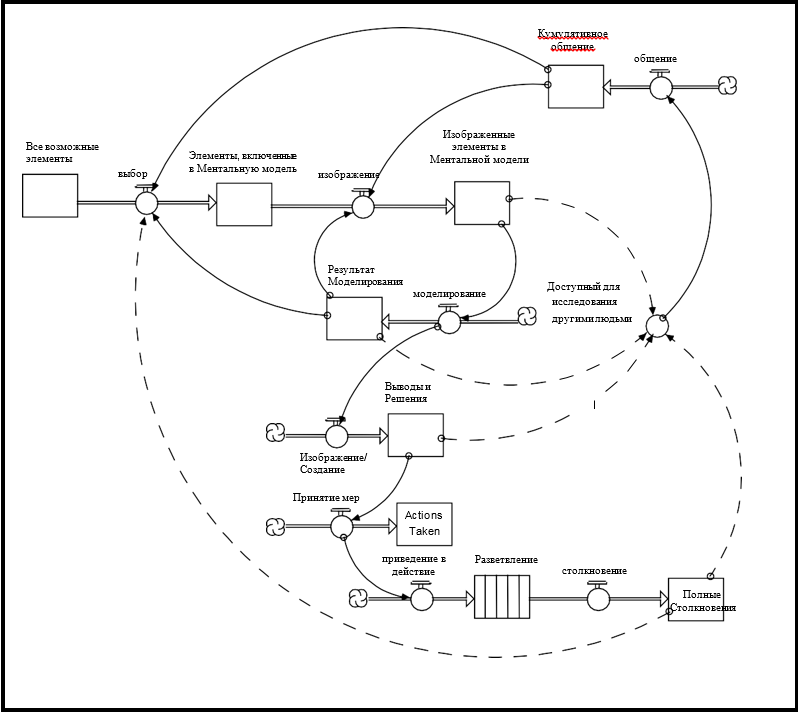 Кумулятивное
общение
общение
Изображенные
элементы в
Ментальной модели
Все возможные
элементы
выбор
Элементы, включенные
в Ментальную модель
изображение
Результат
Моделирования
моделирование
Доступный для
исследования
другими людьми
Выводы и
Решения
Изображение/
Создание
Принятие мер
Actions
Taken
приведение в
действие
Разветвление
столкновение
Полные
Столкновения